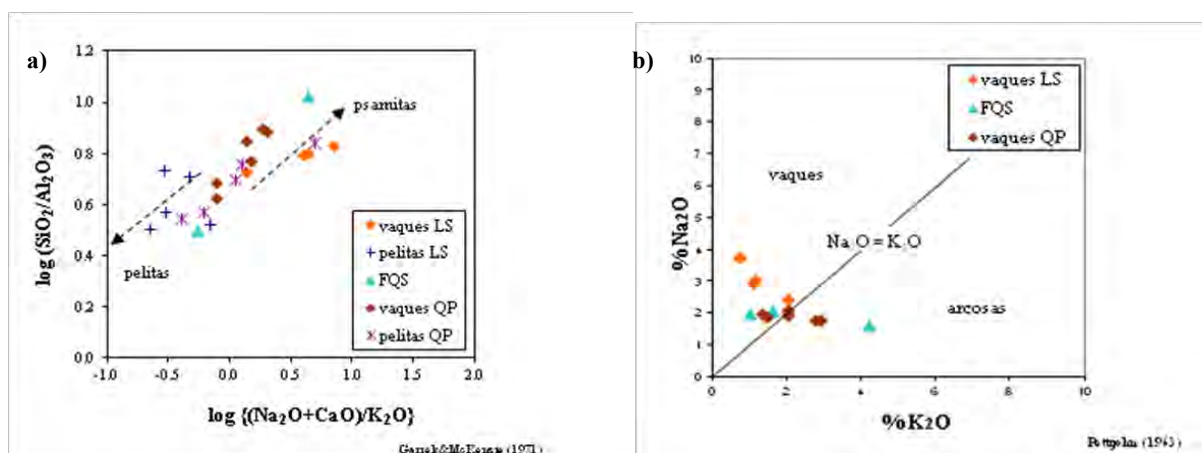 a)
1.2
1.0
0.8
0.6
0.4
0.2
0.0
-1.0
-0.5
0.0
0.5
1.0
1.5
2.0
log (SiO₂/Al₂O₃)
log {(Na₂O+CaO)/K₂O}
psamitas
pelitas
vaques LS
pelitas LS
FQS
vaques QP
pelitas QP
(1971)
b)
10
9
8
7
6
5
4
3
2
1
0
0
2
4
6
8
10
%Na₂O
%K₂O
vaques LS
FQS
vaques QP
vaques
Na₂O = K₂O
arcosas
(1963)